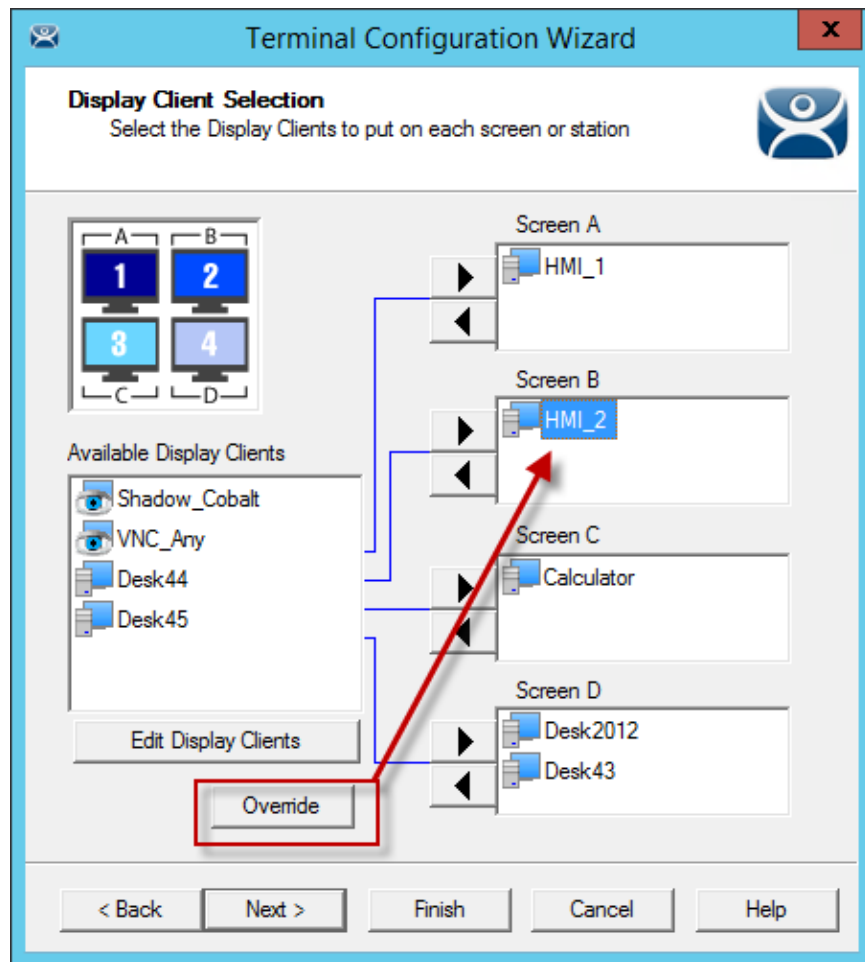 Terminal Configuration Wizard
x
Display Client Selection
Select the Display Clients to put on each screen or station
A B
1 2
3 4
C D
Available Display Clients
Shadow_Cobalt
VNC_Any
Desk44
Desk45
Edit Display Clients
Override
Screen A
HMI_1
Screen B
HMI_2
Screen C
Calculator
Screen D
Desk2012
Desk43
< Back Next > Finish Cancel Help